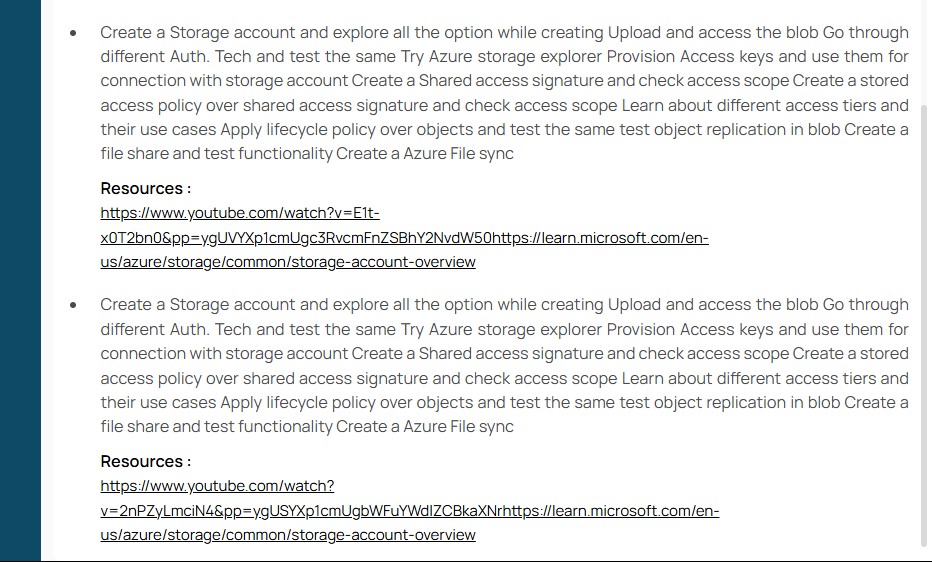 Create a Storage account and explore all the option while creating Upload and access the blob Go through
different Auth. Tech and test the same Try Azure storage explorer Provision Access keys and use them for
connection with storage account Create a Shared access signature and check access scope Create a stored
access policy over shared access signature and check access scope Learn about different access tiers and
their use cases Apply lifecycle policy over objects and test the same test object replication in blob Create a
file share and test functionality Create a Azure File sync
Resources :
https://www.youtube.com/watch?v=E1t-
x0T2bn0&pp=ygUVYXp1cmUgc3RvcmFnZSBhY2NvdW50https://learn.microsoft.com/en-
us/azure/storage/common/storage-account-overview
Create a Storage account and explore all the option while creating Upload and access the blob Go through
different Auth. Tech and test the same Try Azure storage explorer Provision Access keys and use them for
connection with storage account Create a Shared access signature and check access scope Create a stored
access policy over shared access signature and check access scope Learn about different access tiers and
their use cases Apply lifecycle policy over objects and test the same test object replication in blob Create a
file share and test functionality Create a Azure File sync
Resources :
https://www.youtube.com/watch?
v=2nPZyLmciN4&pp=ygUSYXp1cmUgbWFuYWdlZCBkaXNrhttps://learn.microsoft.com/en-
us/azure/storage/common/storage-account-overview